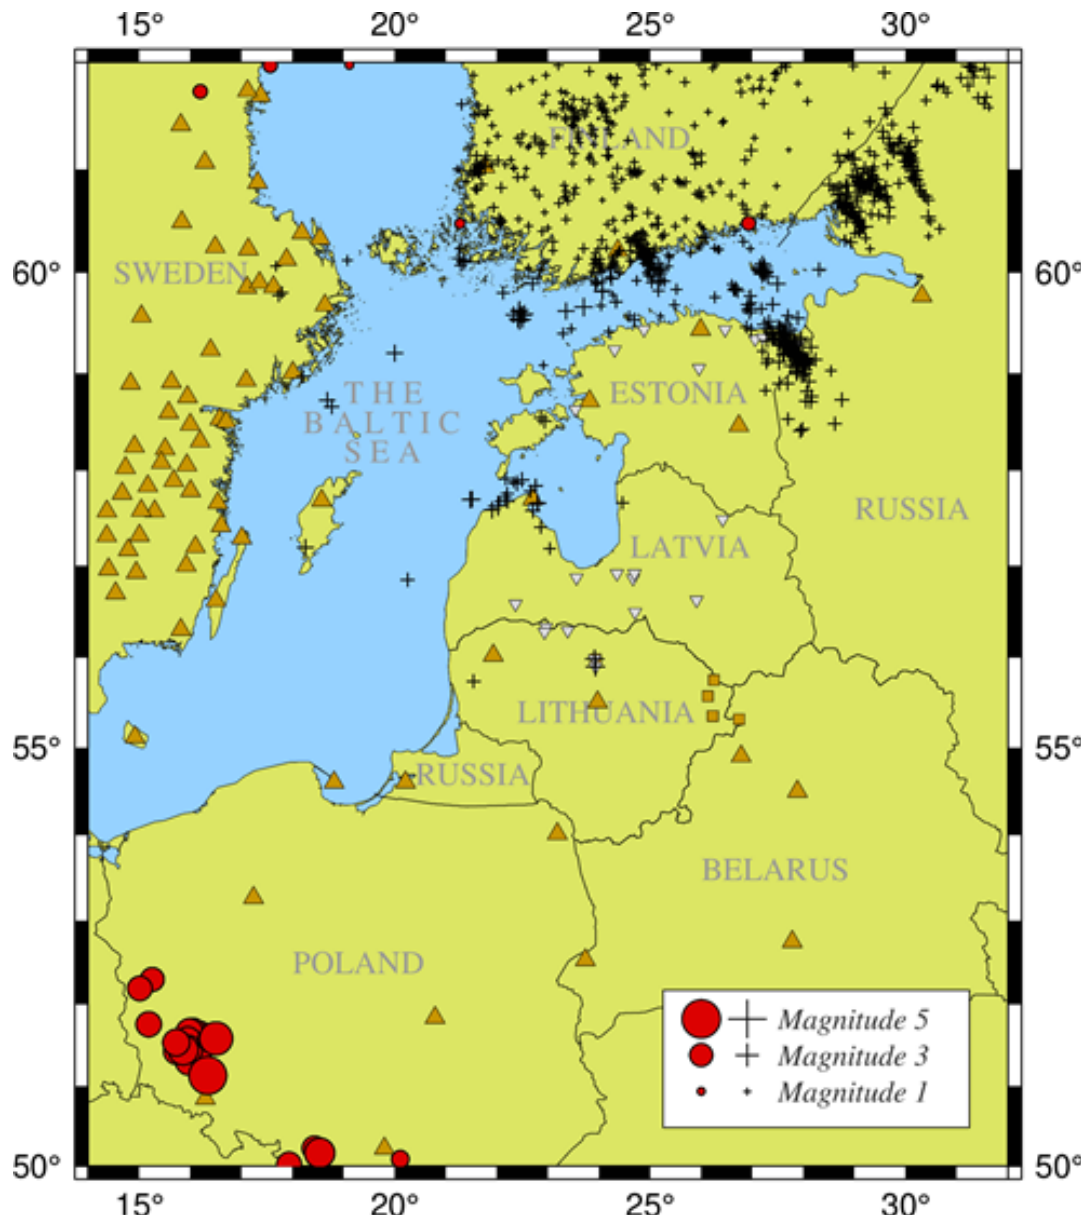 15° 20° 25° 30°
FINLAND
60° SWEDEN 60°
THE
BALTIC
SEA
ESTONIA
RUSSIA
LATVIA
LITHUANIA
55° 55°
RUSSIA
BELARUS
POLAND
Magnitude 5
Magnitude 3
Magnitude 1
50° 50°
15° 20° 25° 30°